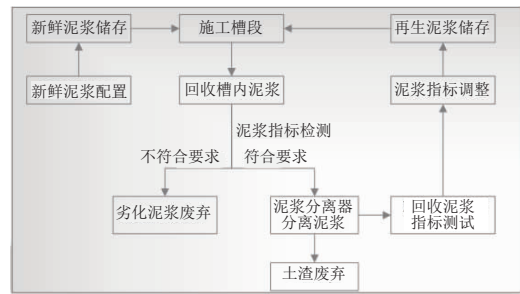 新鲜泥浆储存
施工槽段
再生泥浆储存
新鲜泥浆配置
回收槽内泥浆
泥浆指标调整
泥浆指标检测
不符合要求
符合要求
劣化泥浆废弃
泥浆分离器
分离泥浆
回收泥浆
指标测试
土渣废弃